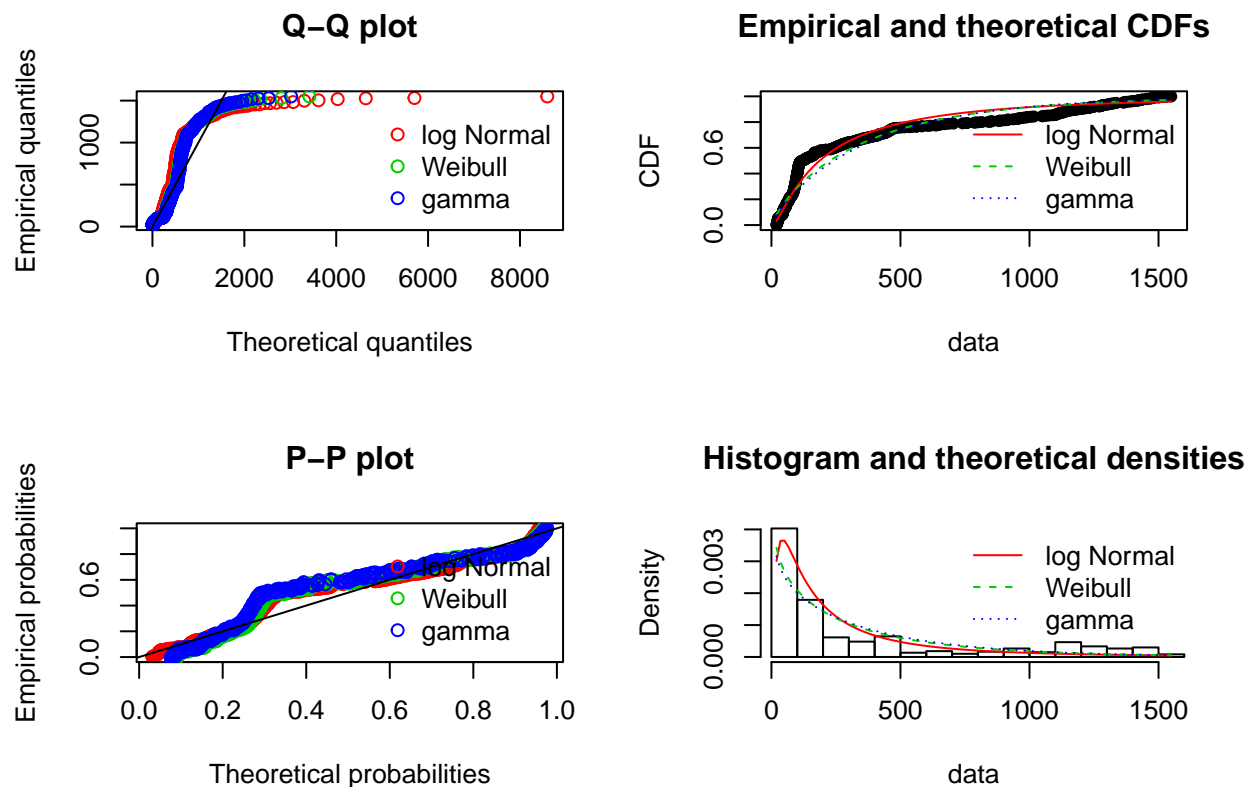 Q−Q plot
Empirical quantiles
0 1000
log Normal
Weibull
gamma
0 2000 4000 6000 8000
Theoretical quantiles
Empirical and theoretical CDFs
CDF
0.0 0.6
log Normal
Weibull
gamma
0 500 1000 1500
data
P−P plot
Empirical probabilities
0.0 0.6
log Normal
Weibull
gamma
0.0 0.2 0.4 0.6 0.8 1.0
Theoretical probabilities
Histogram and theoretical densities
Density
0.000 0.003
log Normal
Weibull
gamma
0 500 1000 1500
data